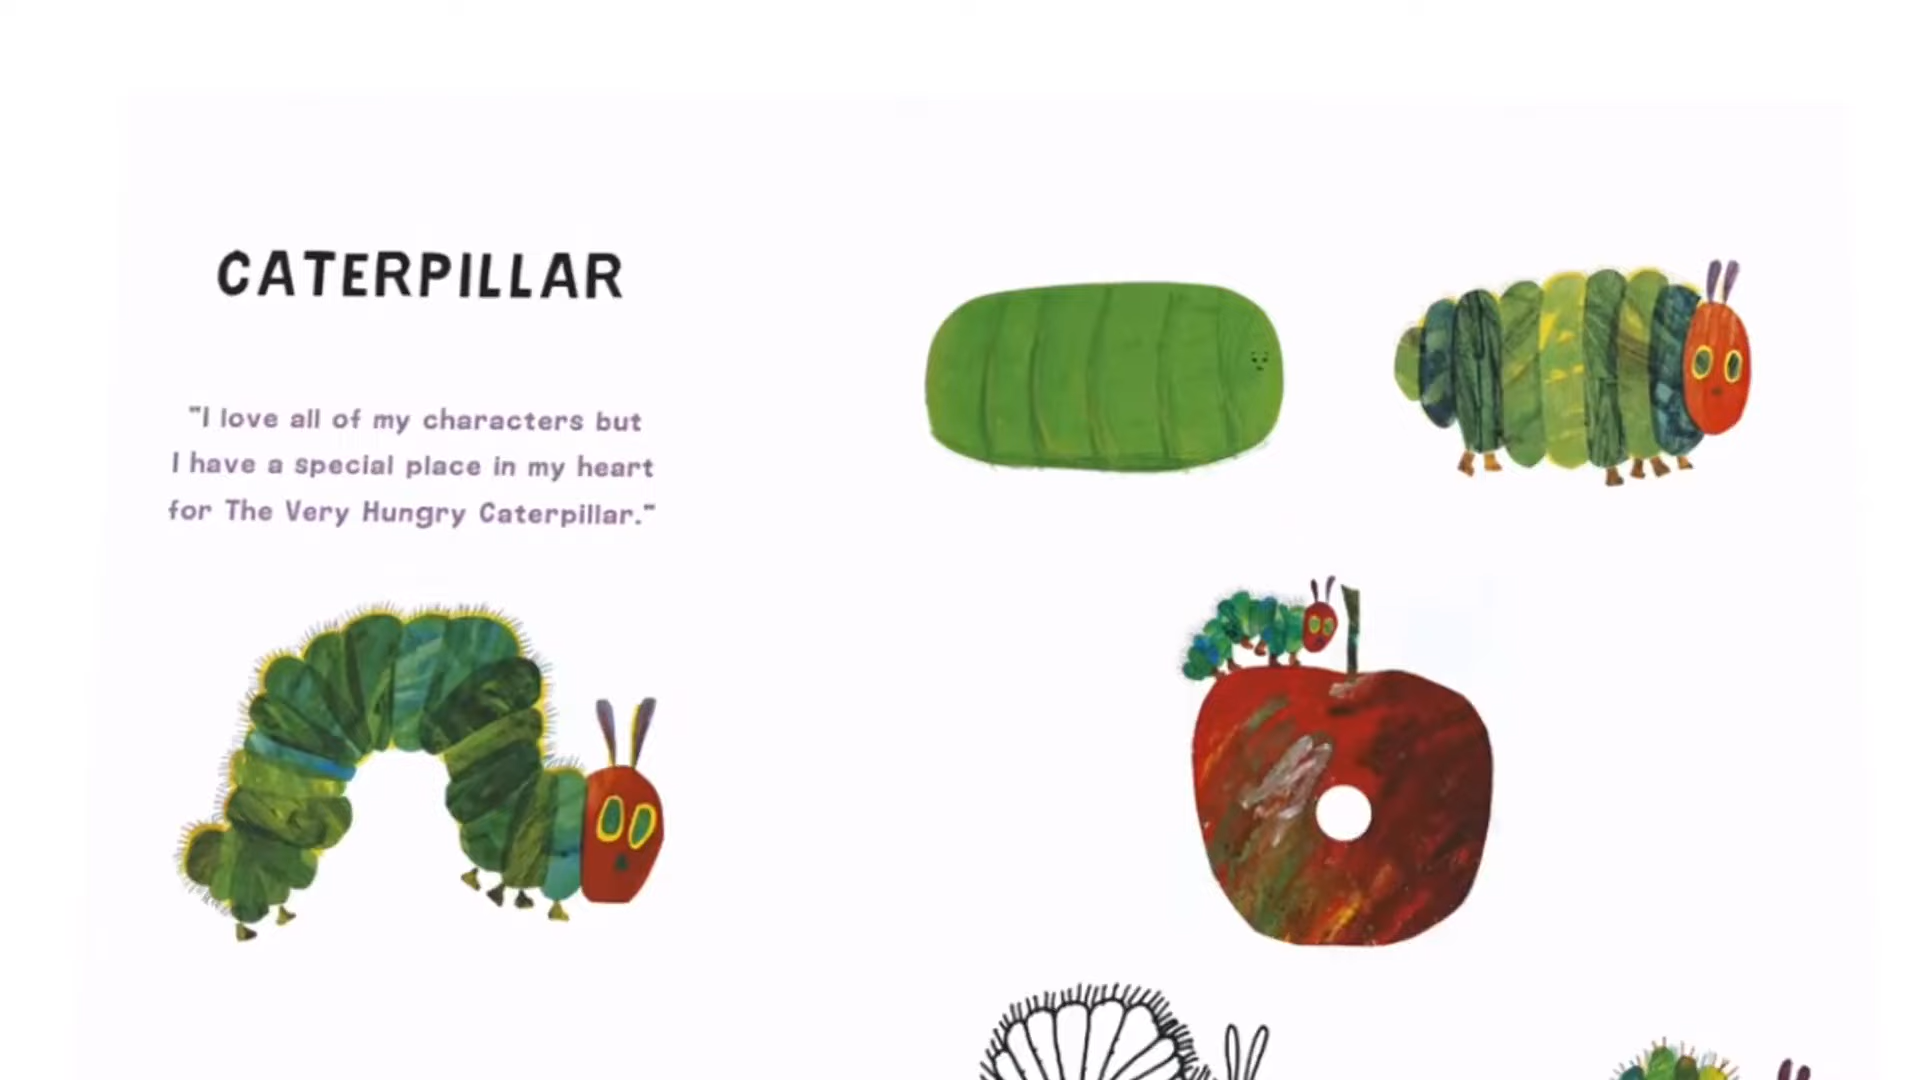 CATERPILLAR
"I love all of my characters but
I have a special place in my heart
for The Very Hungry Caterpillar."